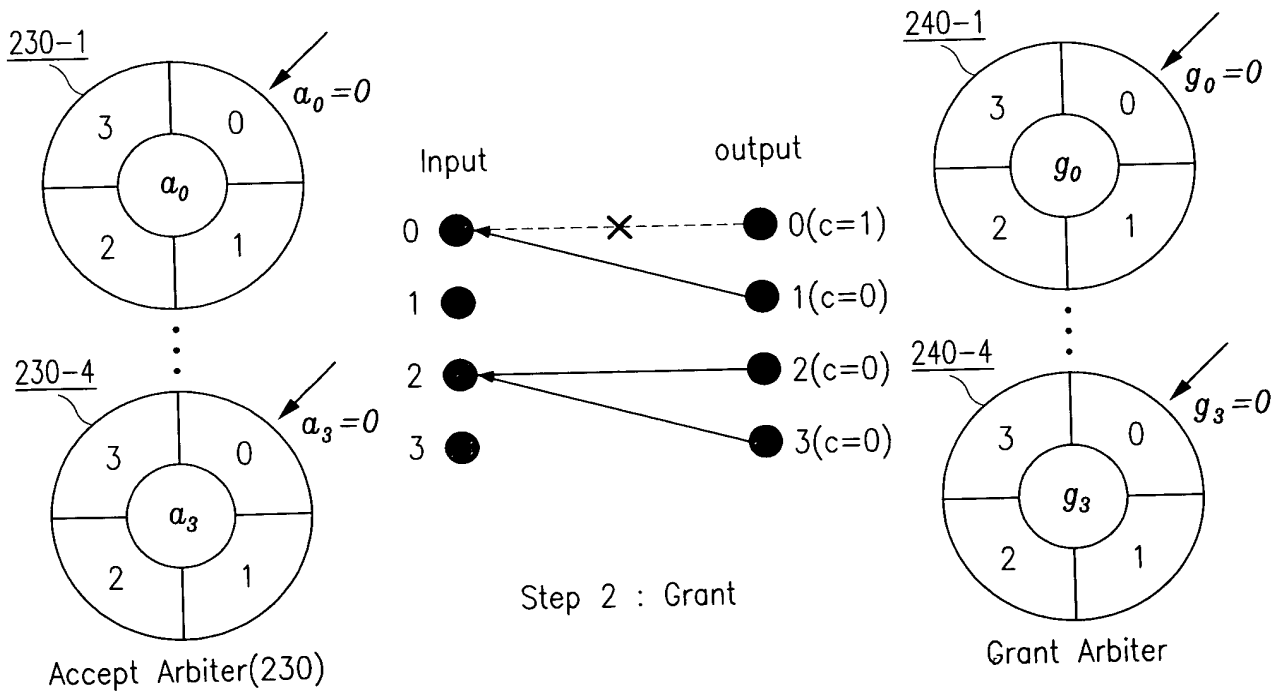 230-1
a0=0
3
0
a0
2
1
230-4
a3=0
3
0
a3
2
1
Accept Arbiter(230)
Input
output
0
0(c=1)
1
1(c=0)
2
2(c=0)
3
3(c=0)
Step 2 : Grant
240-1
g0=0
3
0
g0
2
1
240-4
g3=0
3
0
g3
2
1
Grant Arbiter